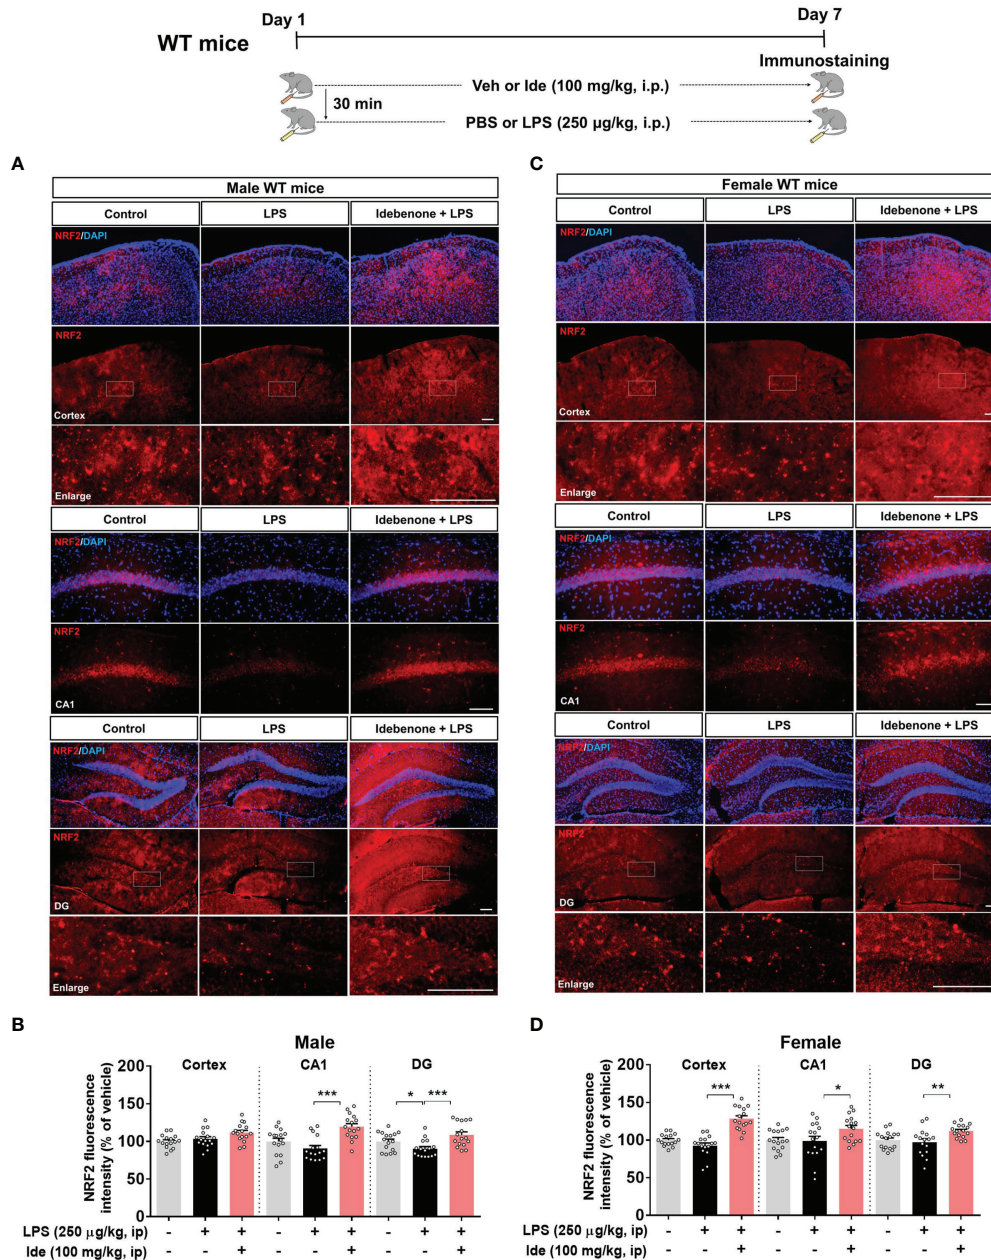 Day 1
Day 7
WT mice
Immunostaining
Veh or Ide (100 mg/kg, i.p.)
30 min
PBS or LPS (250 µg/kg, i.p.)
A
Male WT mice
Control LPS Idebenone + LPS
NRF2/DAPI
NRF2
Cortex
Enlarge
Control LPS Idebenone + LPS
NRF2/DAPI
NRF2
CA1
Control LPS Idebenone + LPS
NRF2/DAPI
NRF2
DG
Enlarge
C
Female WT mice
Control LPS Idebenone + LPS
NRF2/DAPI
NRF2
Cortex
Enlarge
Control LPS Idebenone + LPS
NRF2/DAPI
NRF2
CA1
Control LPS Idebenone + LPS
NRF2/DAPI
NRF2
DG
Enlarge
B
Male
Cortex CA1 DG
NRF2 fluorescence
intensity (% of vehicle)
200
150
100
50
0
*** * ***
LPS (250 µg/kg, ip) - + + - + + - + +
Ide (100 mg/kg, ip) - - + - - + - - +
D
Female
Cortex CA1 DG
NRF2 fluorescence
intensity (% of vehicle)
200
150
100
50
0
*** * **
LPS (250 µg/kg, ip) - + + - + + - + +
Ide (100 mg/kg, ip) - - + - - + - - +